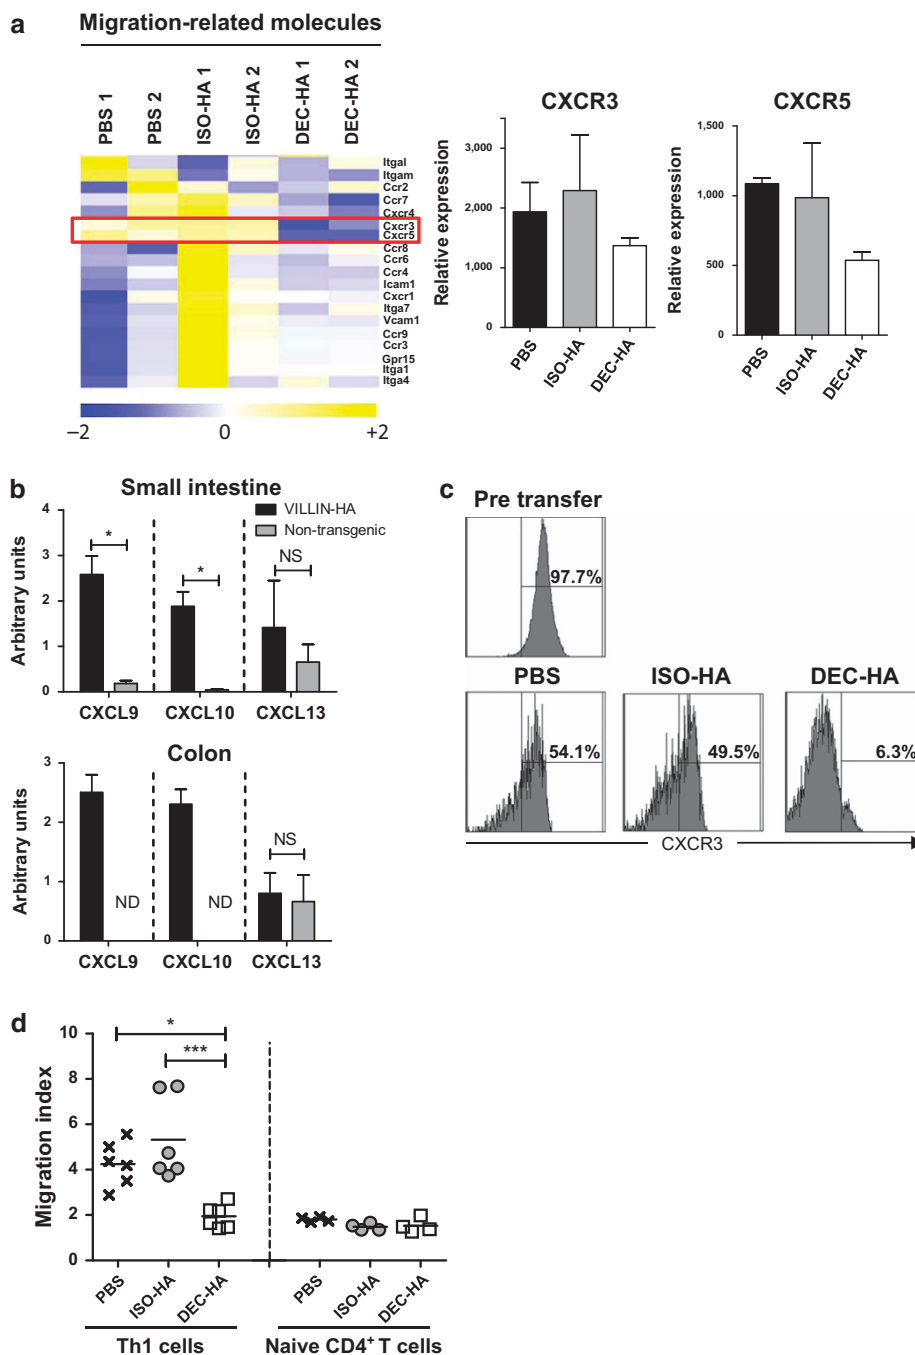 a
Migration-related molecules
PBS 1
PBS 2
ISO-HA 1
ISO-HA 2
DEC-HA 1
DEC-HA 2
Itgal
Itgam
Ccr2
Ccr7
Cxcr4
Cxcr3
Cxcr5
Ccr8
Ccr6
Ccr4
Icam1
Cxcr1
Itga7
Vcam1
Ccr9
Ccr3
Gpr15
Itga1
Itga4
−2
0
+2
CXCR3
Relative expression
3,000
2,000
1,000
0
PBS
ISO-HA
DEC-HA
CXCR5
Relative expression
1,500
1,000
500
0
PBS
ISO-HA
DEC-HA
b
Small intestine
VILLIN-HA
Non-transgenic
Arbitrary units
4
3
2
1
0
*
*
NS
CXCL9
CXCL10
CXCL13
Colon
Arbitrary units
3
2
1
0
ND
ND
NS
CXCL9
CXCL10
CXCL13
c
Pre transfer
97.7%
PBS
ISO-HA
DEC-HA
54.1%
49.5%
6.3%
CXCR3
d
Migration index
10
8
6
4
2
0
*
***
PBS
ISO-HA
DEC-HA
PBS
ISO-HA
DEC-HA
Th1 cells
Naive CD4⁺ T cells